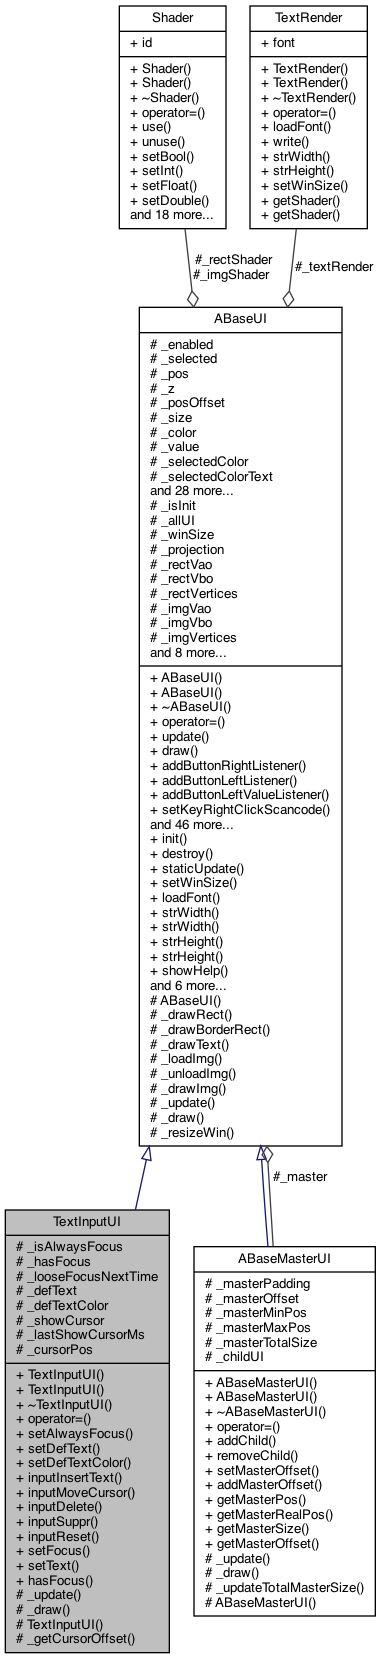 Shader
+ id
+ Shader()
+ Shader()
+ ~Shader()
+ operator=()
+ use()
+ unuse()
+ setBool()
+ setInt()
+ setFloat()
+ setDouble()
and 18 more...
TextRender
+ font
+ TextRender()
+ TextRender()
+ ~TextRender()
+ operator=()
+ loadFont()
+ write()
+ strWidth()
+ strHeight()
+ setWinSize()
+ getShader()
+ getShader()
#_rectShader
#_imgShader
#_textRender
ABaseUI
# _enabled
# _selected
# _pos
# _z
# _posOffset
# _size
# _color
# _value
# _selectedColor
# _selectedColorText
and 28 more...
# _isInit
# _allUI
# _winSize
# _projection
# _rectVao
# _rectVbo
# _rectVertices
# _imgVao
# _imgVbo
# _imgVertices
and 8 more...
+ ABaseUI()
+ ABaseUI()
+ ~ABaseUI()
+ operator=()
+ update()
+ draw()
+ addButtonRightListener()
+ addButtonLeftListener()
+ addButtonLeftValueListener()
+ setKeyRightClickScancode()
and 46 more...
+ init()
+ destroy()
+ staticUpdate()
+ setWinSize()
+ loadFont()
+ strWidth()
+ strWidth()
+ strHeight()
+ strHeight()
+ showHelp()
and 6 more...
# ABaseUI()
# _drawRect()
# _drawBorderRect()
# _drawText()
# _loadImg()
# _unloadImg()
# _drawImg()
# _update()
# _draw()
# _resizeWin()
#_master
TextInputUI
# _isAlwaysFocus
# _hasFocus
# _looseFocusNextTime
# _defText
# _defTextColor
# _showCursor
# _lastShowCursorMs
# _cursorPos
+ TextInputUI()
+ TextInputUI()
+ ~TextInputUI()
+ operator=()
+ setAlwaysFocus()
+ setDefText()
+ setDefTextColor()
+ inputInsertText()
+ inputMoveCursor()
+ inputDelete()
+ inputSuppr()
+ inputReset()
+ setFocus()
+ setText()
+ hasFocus()
# _update()
# _draw()
# TextInputUI()
# _getCursorOffset()
ABaseMasterUI
# _masterPadding
# _masterOffset
# _masterMinPos
# _masterMaxPos
# _masterTotalSize
# _childUI
+ ABaseMasterUI()
+ ABaseMasterUI()
+ ~ABaseMasterUI()
+ operator=()
+ addChild()
+ removeChild()
+ setMasterOffset()
+ addMasterOffset()
+ getMasterPos()
+ getMasterRealPos()
+ getMasterSize()
+ getMasterOffset()
# _update()
# _draw()
# _updateTotalMasterSize()
# ABaseMasterUI()